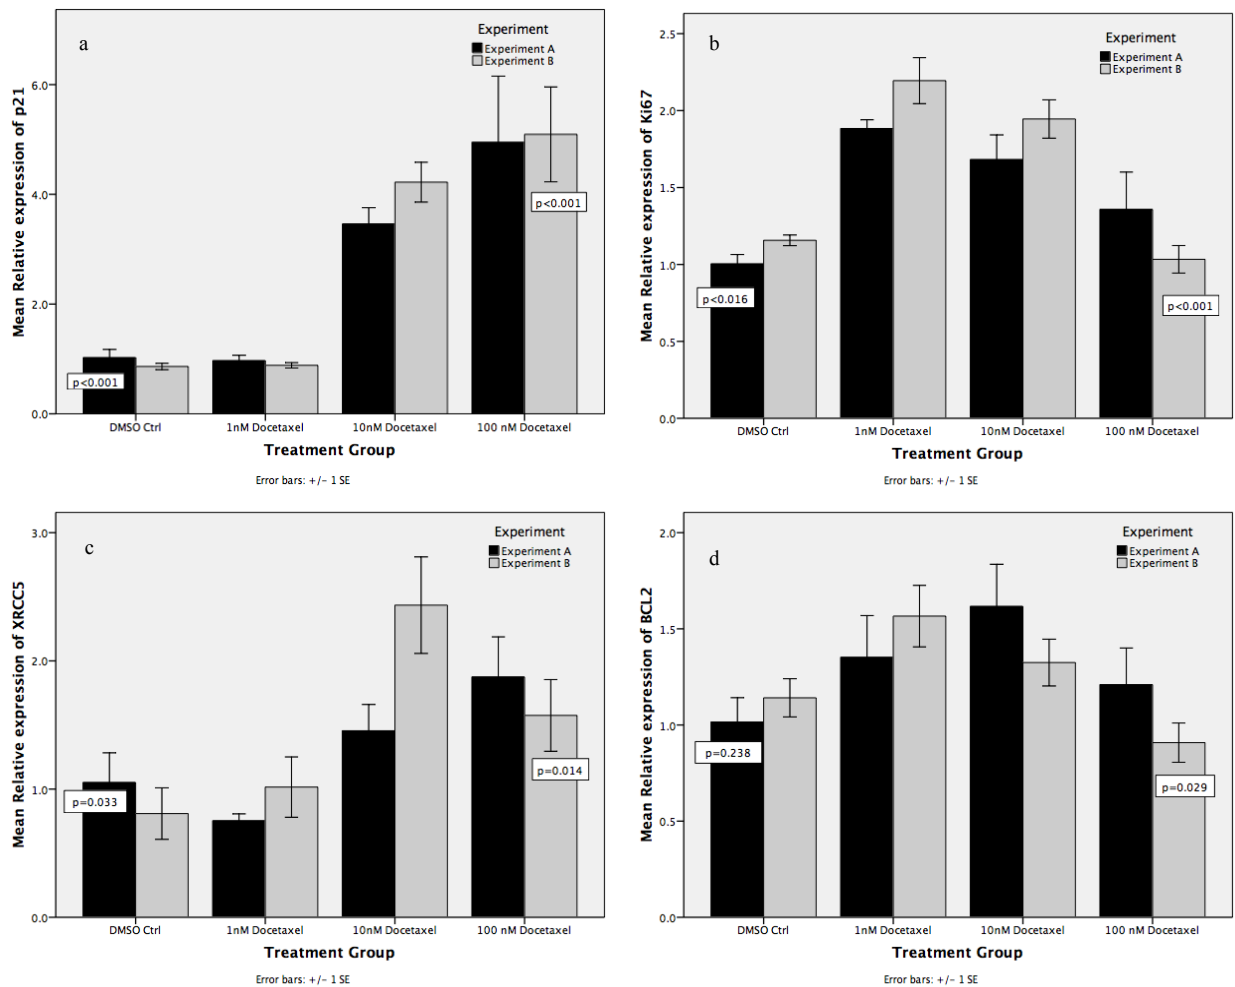 a
Experiment
Experiment A
Experiment B
Mean Relative expression of p21
6.0
4.0
2.0
0.0
p<0.001
p<0.001
DMSO Ctrl
1nM Docetaxel
10nM Docetaxel
100 nM Docetaxel
Treatment Group
Error bars: +/- 1 SE
b
Experiment
Experiment A
Experiment B
Mean Relative expression of Ki67
2.5
2.0
1.5
1.0
0.5
0.0
p<0.016
p<0.001
DMSO Ctrl
1nM Docetaxel
10nM Docetaxel
100 nM Docetaxel
Treatment Group
Error bars: +/- 1 SE
c
Experiment
Experiment A
Experiment B
Mean Relative expression of XRCC5
3.0
2.0
1.0
0.0
p=0.033
p=0.014
DMSO Ctrl
1nM Docetaxel
10nM Docetaxel
100 nM Docetaxel
Treatment Group
Error bars: +/- 1 SE
d
Experiment
Experiment A
Experiment B
Mean Relative expression of BCL2
2.0
1.5
1.0
0.5
0.0
p=0.238
p=0.029
DMSO Ctrl
1nM Docetaxel
10nM Docetaxel
100 nM Docetaxel
Treatment Group
Error bars: +/- 1 SE